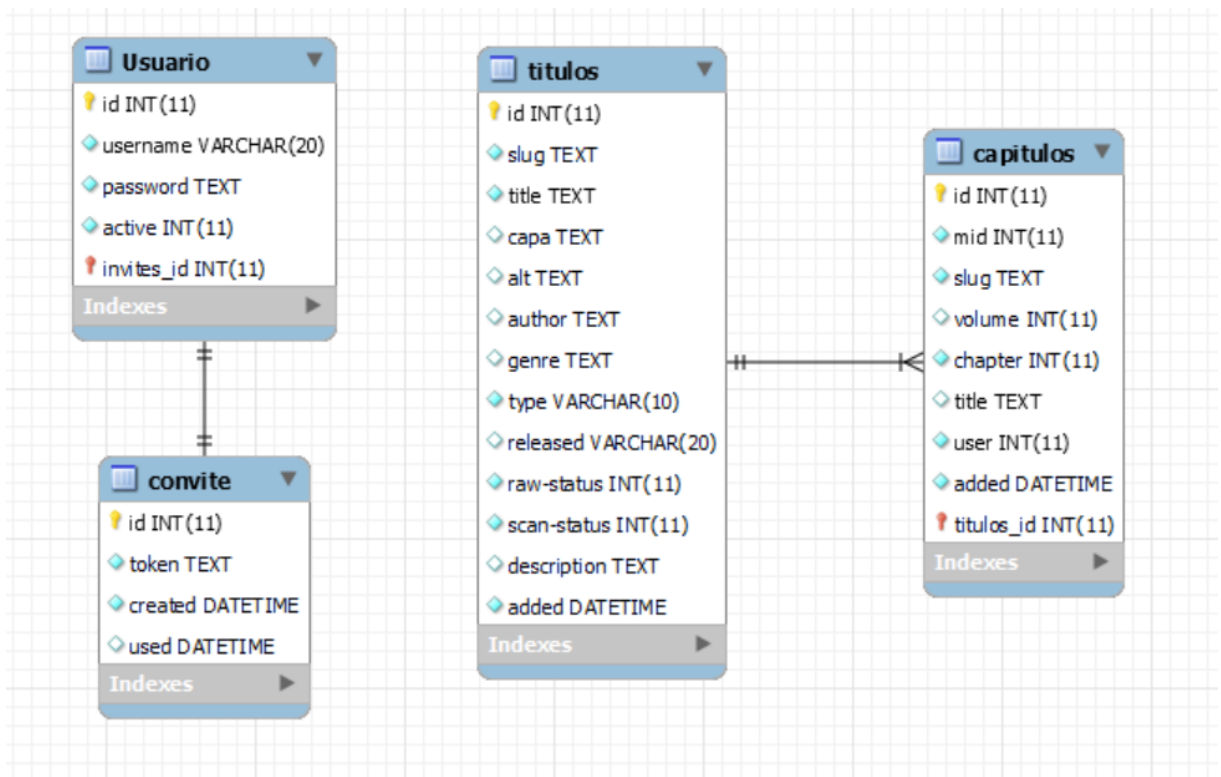 Usuario
id INT(11)
username VARCHAR(20)
password TEXT
active INT(11)
invites_id INT(11)
Indexes
convite
id INT(11)
token TEXT
created DATETIME
used DATETIME
Indexes
titulos
id INT(11)
slug TEXT
title TEXT
capa TEXT
alt TEXT
author TEXT
genre TEXT
type VARCHAR(10)
released VARCHAR(20)
raw-status INT(11)
scan-status INT(11)
description TEXT
added DATETIME
Indexes
capitulos
id INT(11)
mid INT(11)
slug TEXT
volume INT(11)
chapter INT(11)
title TEXT
user INT(11)
added DATETIME
titulos_id INT(11)
Indexes